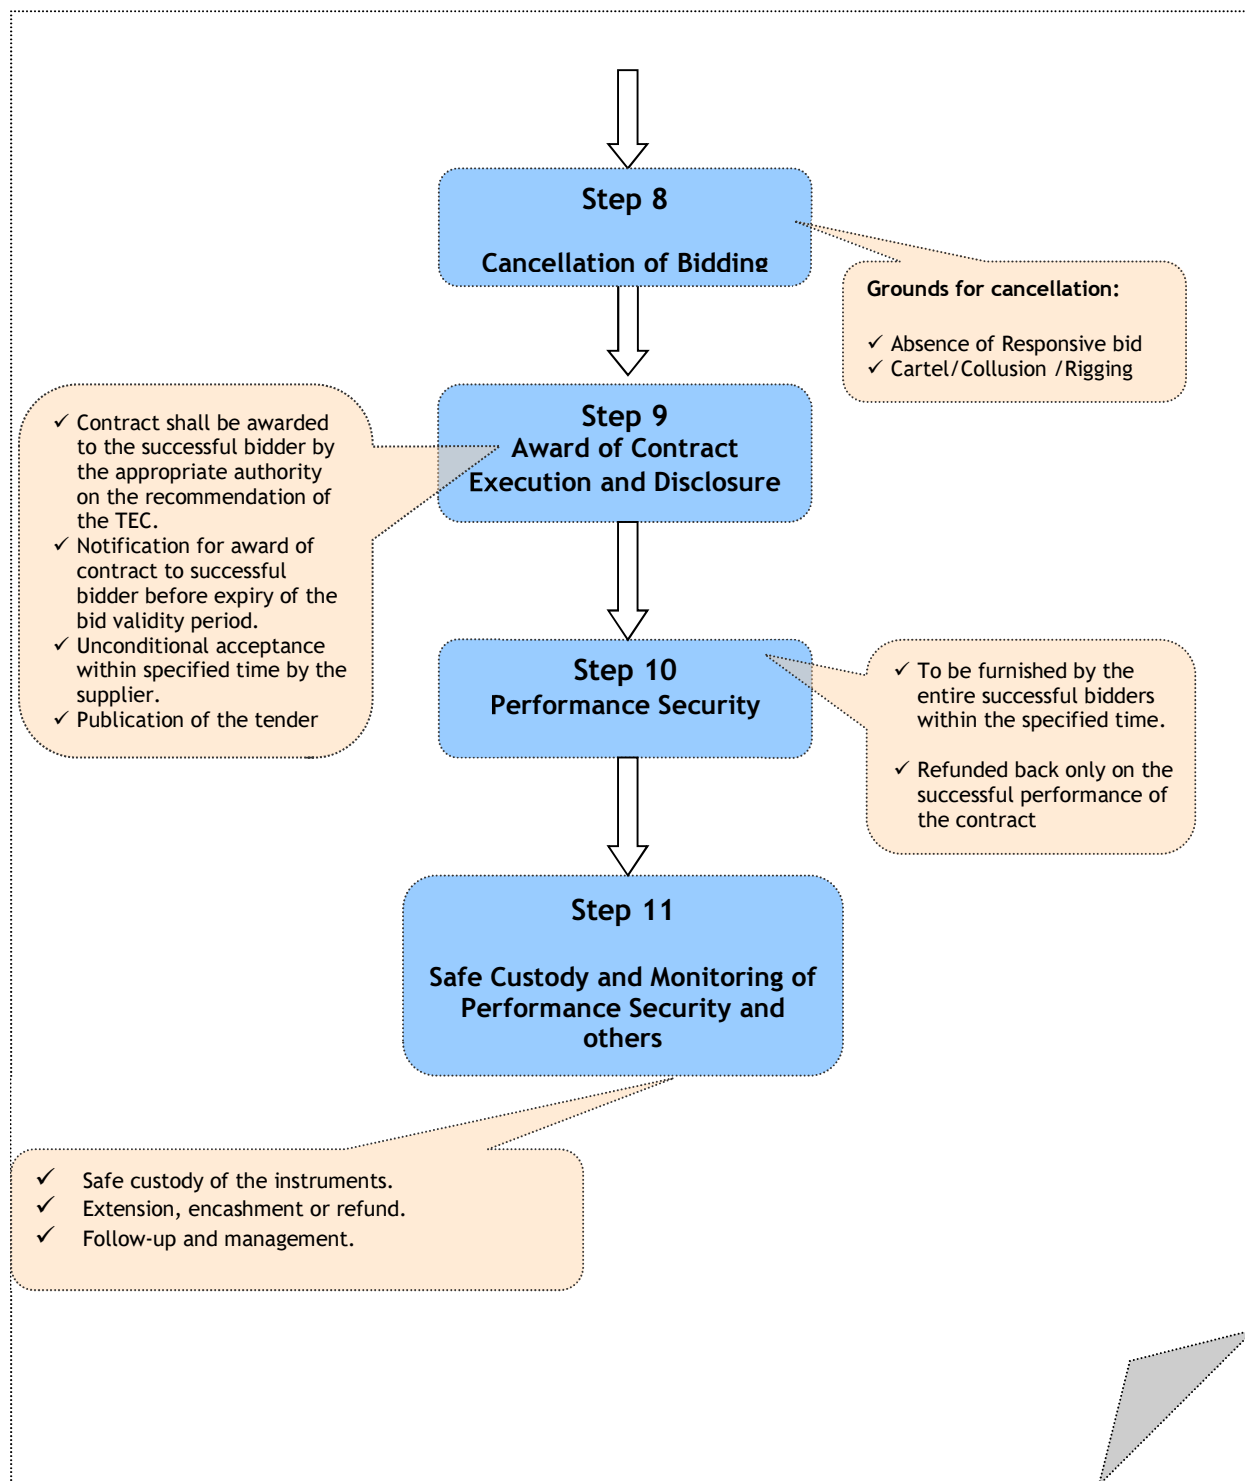 Step 8
Cancellation of Bidding
Grounds for cancellation:
✓ Absence of Responsive bid
✓ Cartel/Collusion /Rigging
Step 9
Award of Contract
Execution and Disclosure
✓ Contract shall be awarded
to the successful bidder by
the appropriate authority
on the recommendation of
the TEC.
✓ Notification for award of
contract to successful
bidder before expiry of the
bid validity period.
✓ Unconditional acceptance
within specified time by the
supplier.
✓ Publication of the tender
Step 10
Performance Security
✓ To be furnished by the
entire successful bidders
within the specified time.
✓ Refunded back only on the
successful performance of
the contract
Step 11
Safe Custody and Monitoring of
Performance Security and
others
✓ Safe custody of the instruments.
✓ Extension, encashment or refund.
✓ Follow-up and management.